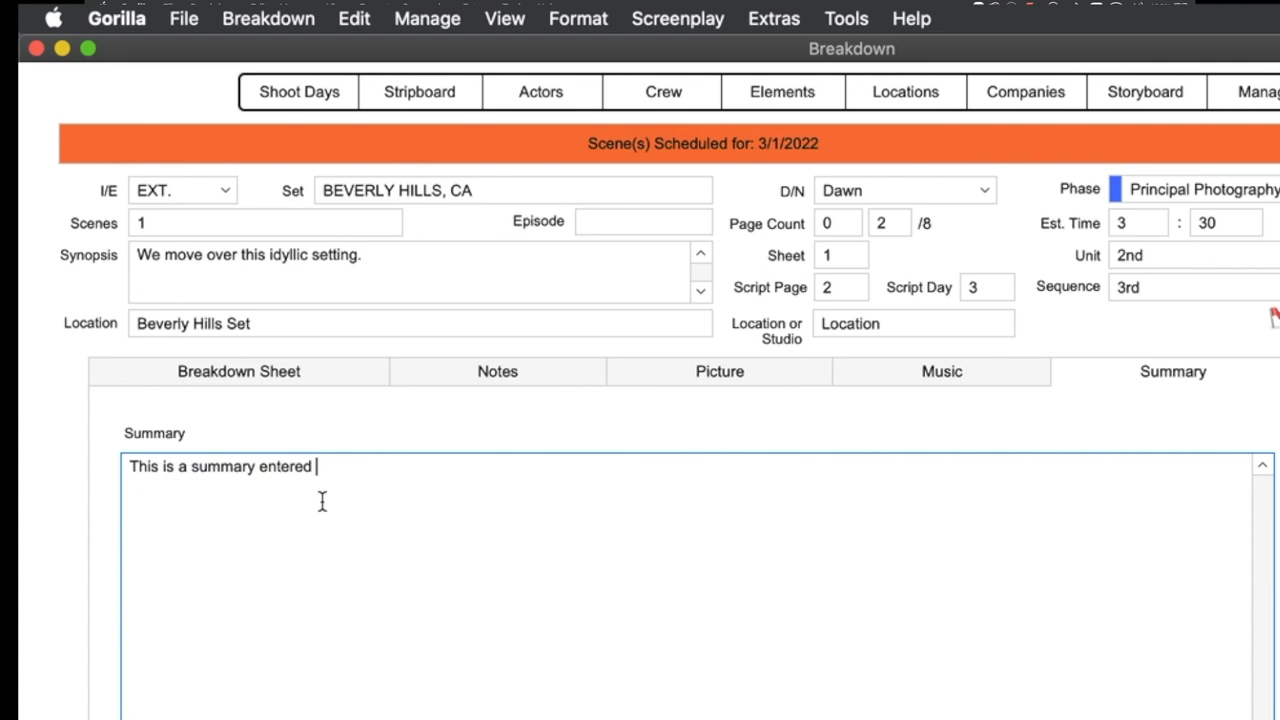 Gorilla File Breakdown Edit Manage View Format Screenplay Extras Tools Help
Breakdown
Shoot Days Stripboard Actors Crew Elements Locations Companies Storyboard Manag
Scene(s) Scheduled for: 3/1/2022
I/E EXT. Set BEVERLY HILLS, CA D/N Dawn Phase Principal Photography
Scenes 1 Episode Page Count 0 2 /8 Est. Time 3 : 30
Synopsis We move over this idyllic setting. Sheet 1 Unit 2nd
Script Page 2 Script Day 3 Sequence 3rd
Location Beverly Hills Set Location or Studio Location
Breakdown Sheet Notes Picture Music Summary
Summary
This is a summary entered